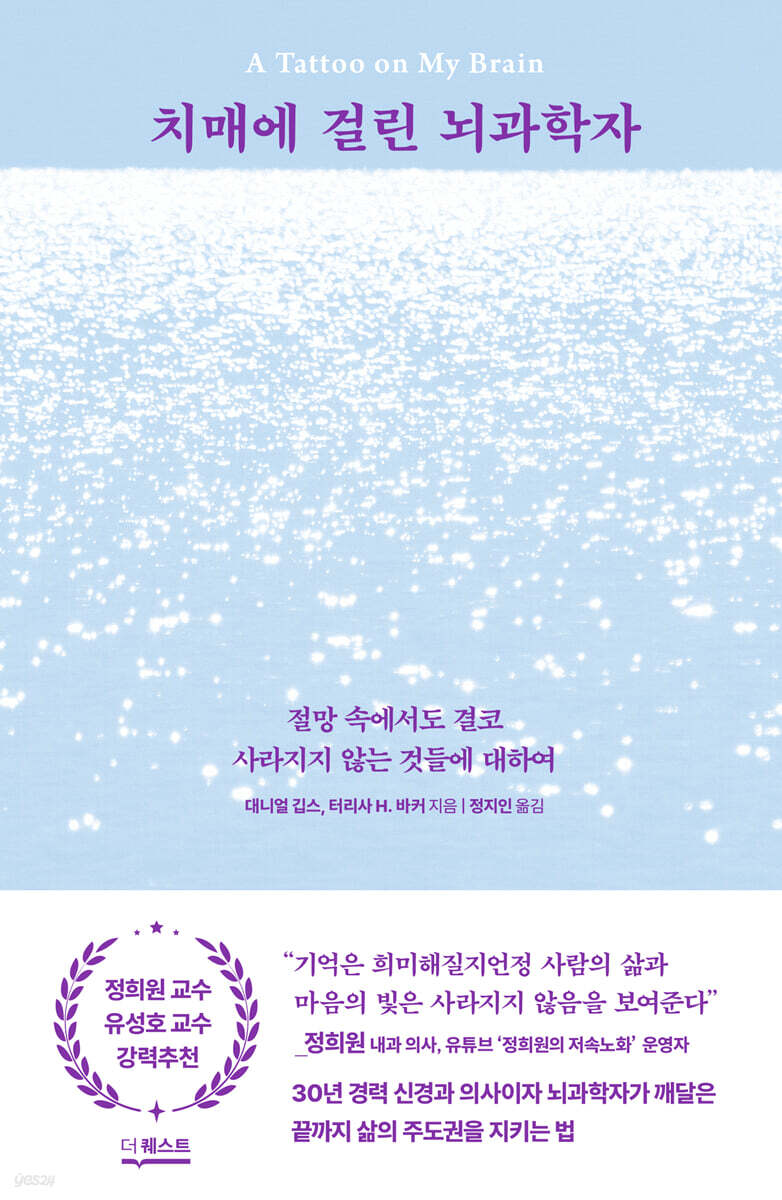 A Tattoo on My Brain
치매에 걸린 뇌과학자
절망 속에서도 결코
사라지지 않는 것들에 대하여
대니얼 깁스, 터리사 H. 바커 지음 | 정지인 옮김
정희원 교수
유성호 교수
강력추천
더 퀘스트
“기억은 희미해질지언정 사람의 삶과
마음의 빛은 사라지지 않음을 보여준다”
_정희원 내과 의사, 유튜브 ‘정희원의 저속노화’ 운영자
30년 경력 신경과 의사이자 뇌과학자가 깨달은
끝까지 삶의 주도권을 지키는 법
yes24